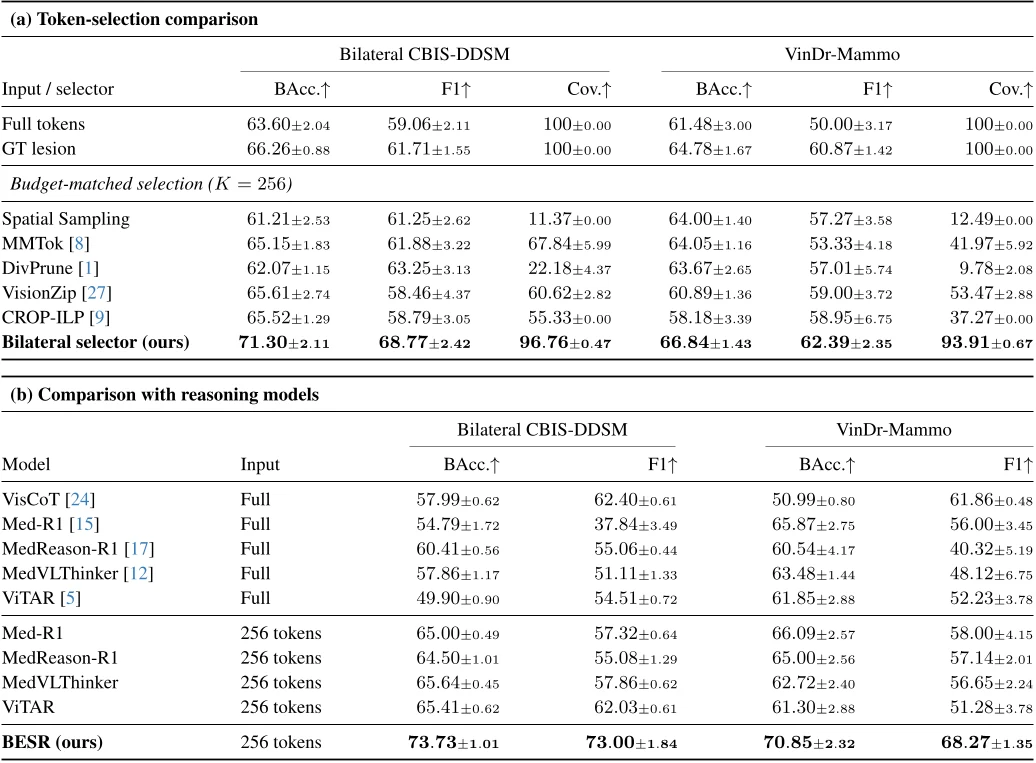 (a) Token-selection comparison
Bilateral CBIS-DDSM VinDr-Mammo
Input / selector BAcc.↑ F1↑ Cov.↑ BAcc.↑ F1↑ Cov.↑
Full tokens 63.60±2.04 59.06±2.11 100±0.00 61.48±3.00 50.00±3.17 100±0.00
GT lesion 66.26±0.88 61.71±1.55 100±0.00 64.78±1.67 60.87±1.42 100±0.00
Budget-matched selection (K = 256)
Spatial Sampling 61.21±2.53 61.25±2.62 11.37±0.00 64.00±1.40 57.27±3.58 12.49±0.00
MMTok [8] 65.15±1.83 61.88±3.22 67.84±5.99 64.05±1.16 53.33±4.18 41.97±5.92
DivPrune [1] 62.07±1.15 63.25±3.13 22.18±4.37 63.67±2.65 57.01±5.74 9.78±2.08
VisionZip [27] 65.61±2.74 58.46±4.37 60.62±2.82 60.89±1.36 59.00±3.72 53.47±2.88
CROP-ILP [9] 65.52±1.29 58.79±3.05 55.33±0.00 58.18±3.39 58.95±6.75 37.27±0.00
Bilateral selector (ours) 71.30±2.11 68.77±2.42 96.76±0.47 66.84±1.43 62.39±2.35 93.91±0.67
(b) Comparison with reasoning models
Bilateral CBIS-DDSM VinDr-Mammo
Model Input BAcc.↑ F1↑ BAcc.↑ F1↑
VisCoT [24] Full 57.99±0.62 62.40±0.61 50.99±0.80 61.86±0.48
Med-R1 [15] Full 54.79±1.72 37.84±3.49 65.87±2.75 56.00±3.45
MedReason-R1 [17] Full 60.41±0.56 55.06±0.44 60.54±4.17 40.32±5.19
MedVLThinker [12] Full 57.86±1.17 51.11±1.33 63.48±1.44 48.12±6.75
ViTAR [5] Full 49.90±0.90 54.51±0.72 61.85±2.88 52.23±3.78
Med-R1 256 tokens 65.00±0.49 57.32±0.64 66.09±2.57 58.00±4.15
MedReason-R1 256 tokens 64.50±1.01 55.08±1.29 65.00±2.56 57.14±2.01
MedVLThinker 256 tokens 65.64±0.45 57.86±0.62 62.72±2.40 56.65±2.24
ViTAR 256 tokens 65.41±0.62 62.03±0.61 61.30±2.88 51.28±3.78
BESR (ours) 256 tokens 73.73±1.01 73.00±1.84 70.85±2.32 68.27±1.35